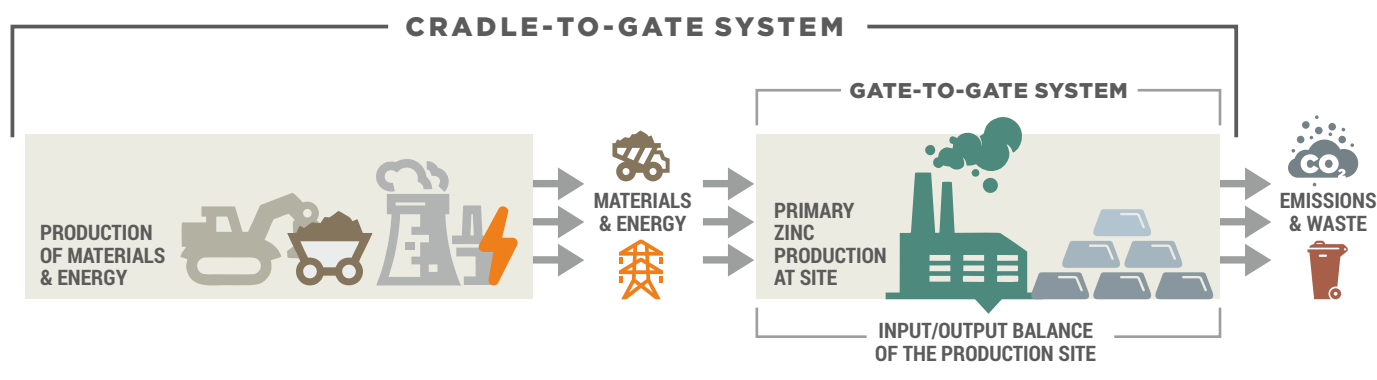 CRADLE-TO-GATE SYSTEM
GATE-TO-GATE SYSTEM
PRODUCTION
OF MATERIALS
& ENERGY
MATERIALS
& ENERGY
PRIMARY
ZINC
PRODUCTION
AT SITE
CO₂
EMISSIONS
& WASTE
INPUT/OUTPUT BALANCE
OF THE PRODUCTION SITE